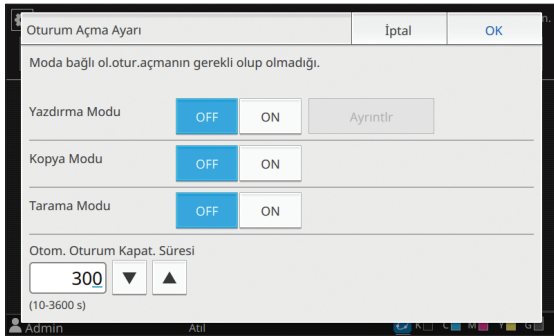 n.
Oturum Açma Ayarı İptal OK
Moda bağlı ol.otur.açmanın gerekli olup olmadığı.
Yazdırma Modu OFF ON Ayrıntlr
Kopya Modu OFF ON
Tarama Modu OFF ON
Otom. Oturum Kapat. Süresi
300
(10-3600 s)
Admin Atıl K C M Y G